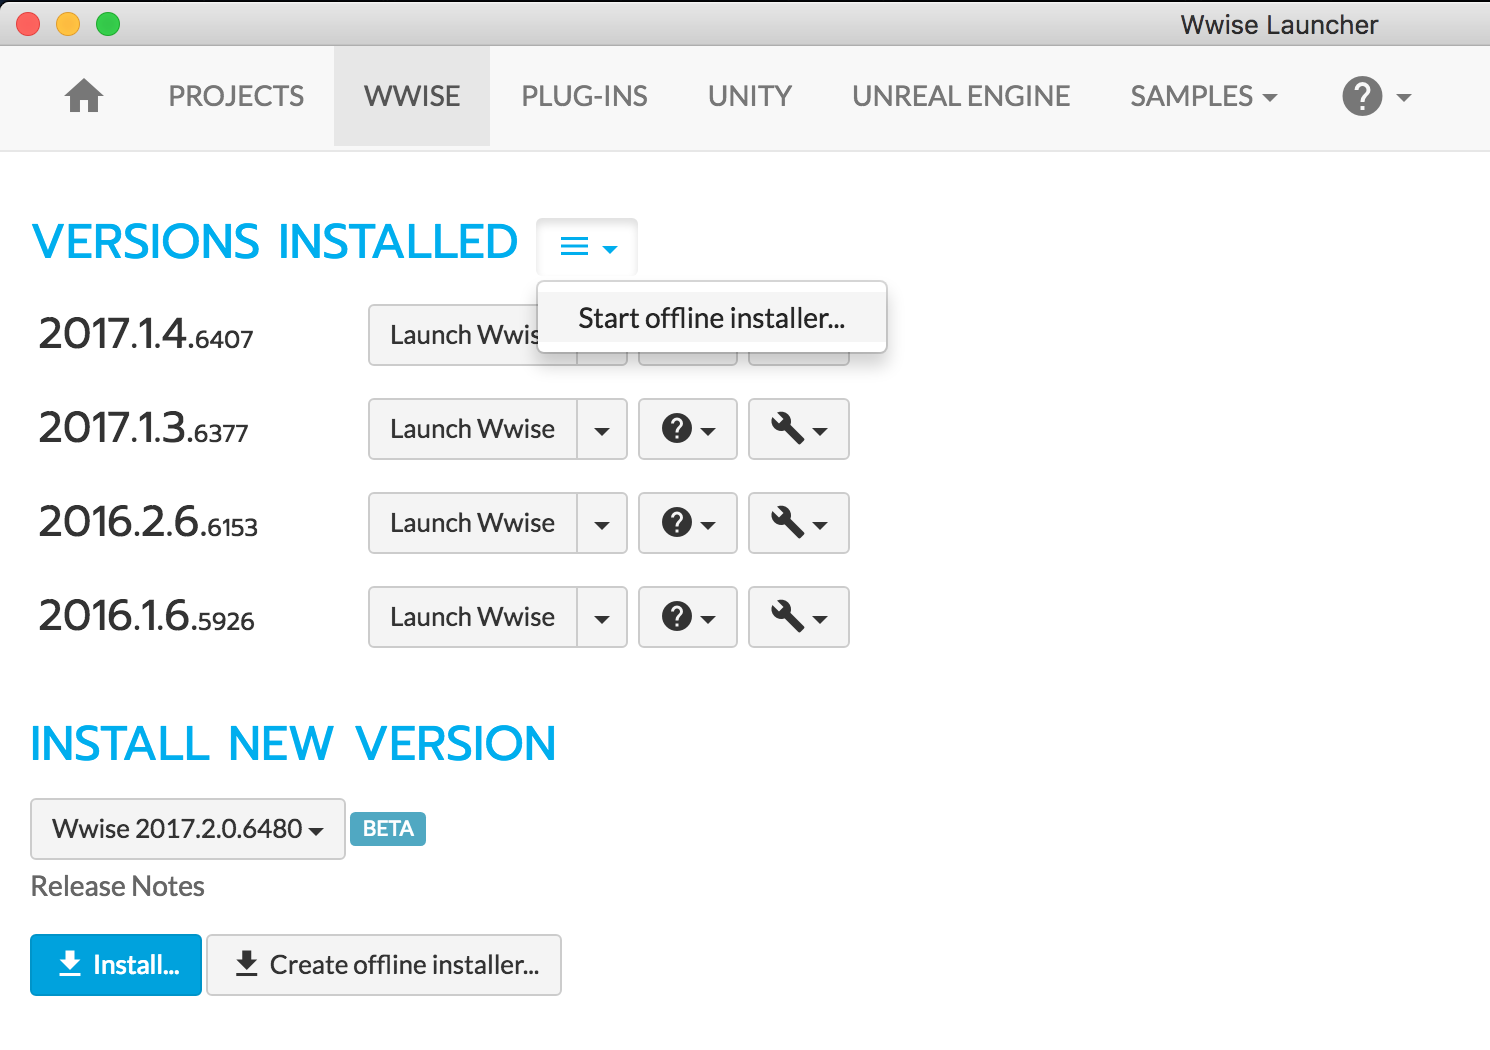 Wwise Launcher
PROJECTS WWISE PLUG-INS UNITY UNREAL ENGINE SAMPLES ?
VERSIONS INSTALLED
Start offline installer...
2017.1.4.6407 Launch Wwis
2017.1.3.6377 Launch Wwise ?
2016.2.6.6153 Launch Wwise ?
2016.1.6.5926 Launch Wwise ?
INSTALL NEW VERSION
Wwise 2017.2.0.6480 BETA
Release Notes
Install... Create offline installer...